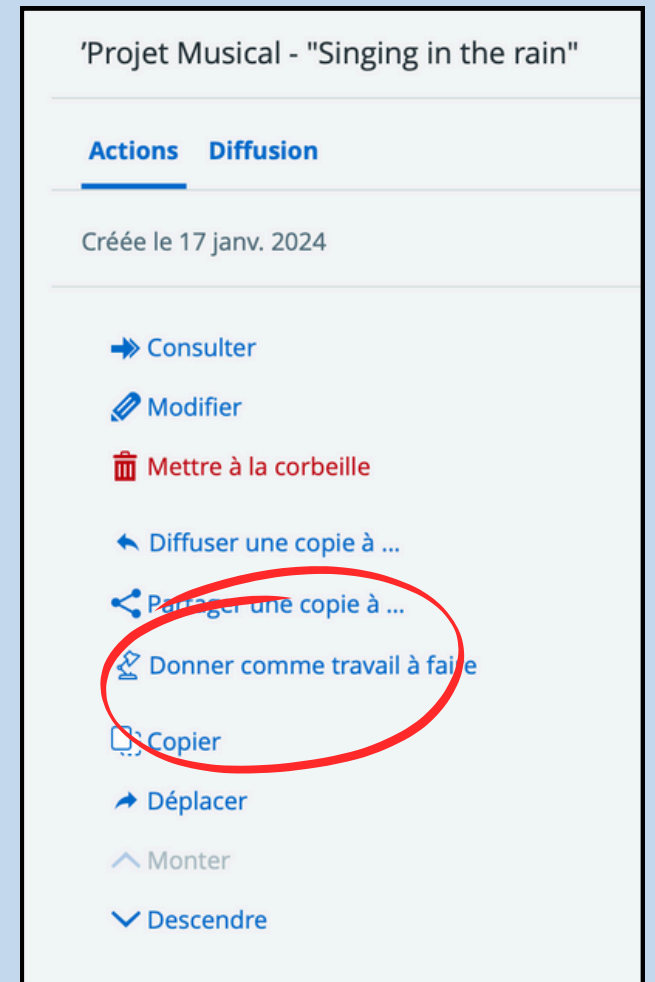 ’Projet Musical - "Singing in the rain"
Actions Diffusion
Créée le 17 janv. 2024
Consulter
Modifier
Mettre à la corbeille
Diffuser une copie à ...
Partager une copie à ...
Donner comme travail à faire
Copier
Déplacer
Monter
Descendre